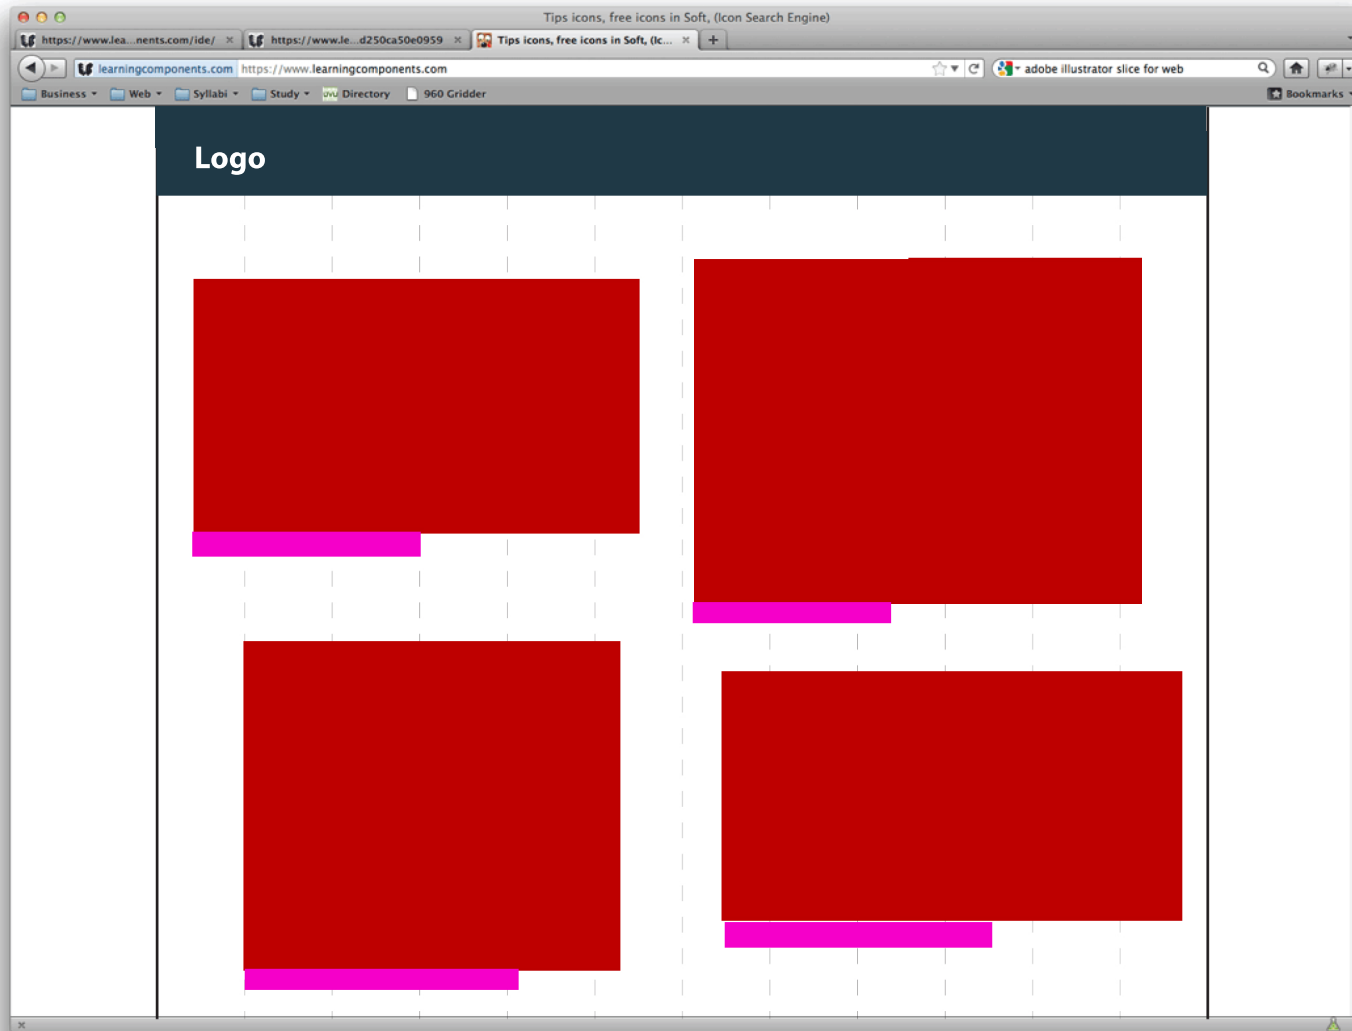 Tips icons, free icons in Soft, (Icon Search Engine)
https://www.lea...nents.com/ide/
https://www.le...d250ca50e0959
Tips icons, free icons in Soft, (Ic...
learningcomponents.com
https://www.learningcomponents.com
adobe illustrator slice for web
Business
Web
Syllabi
Study
ovu Directory
960 Gridder
Bookmarks
Logo